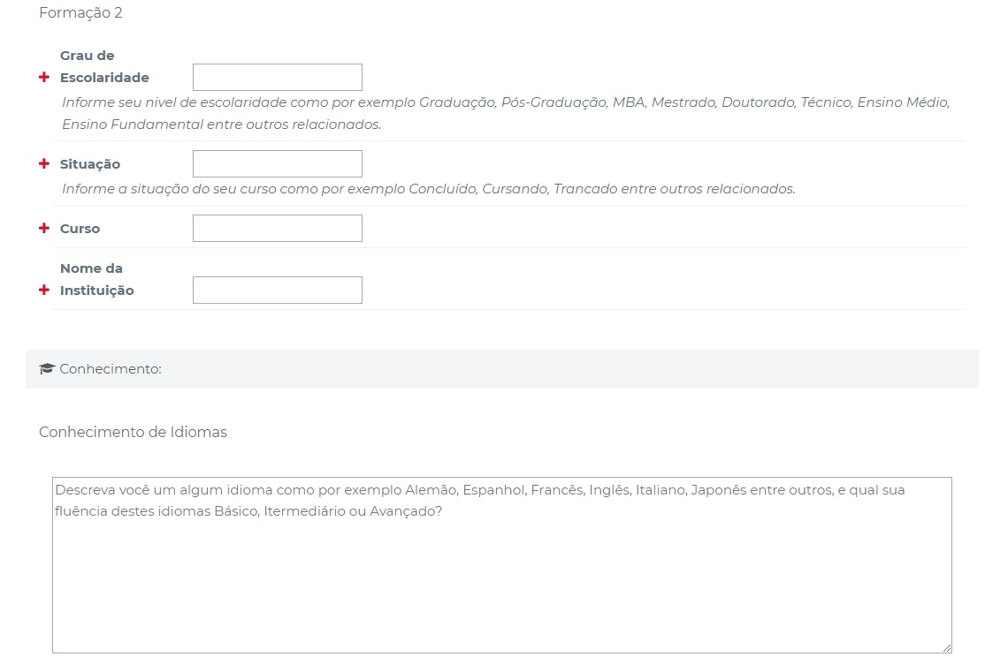 Formação 2
Grau de
Escolaridade
Informe seu nivel de escolaridade como por exemplo Graduação, Pós-Graduação, MBA, Mestrado, Doutorado, Técnico, Ensino Médio,
Ensino Fundamental entre outros relacionados.
Situação
Informe a situação do seu curso como por exemplo Concluído, Cursando, Trancado entre outros relacionados.
Curso
Nome da
Instituição
Conhecimento:
Conhecimento de Idiomas
Descreva você um algum idioma como por exemplo Alemão, Espanhol, Francês, Inglês, Italiano, Japonês entre outros, e qual sua
fluência destes idiomas Básico, Itermediário ou Avançado?